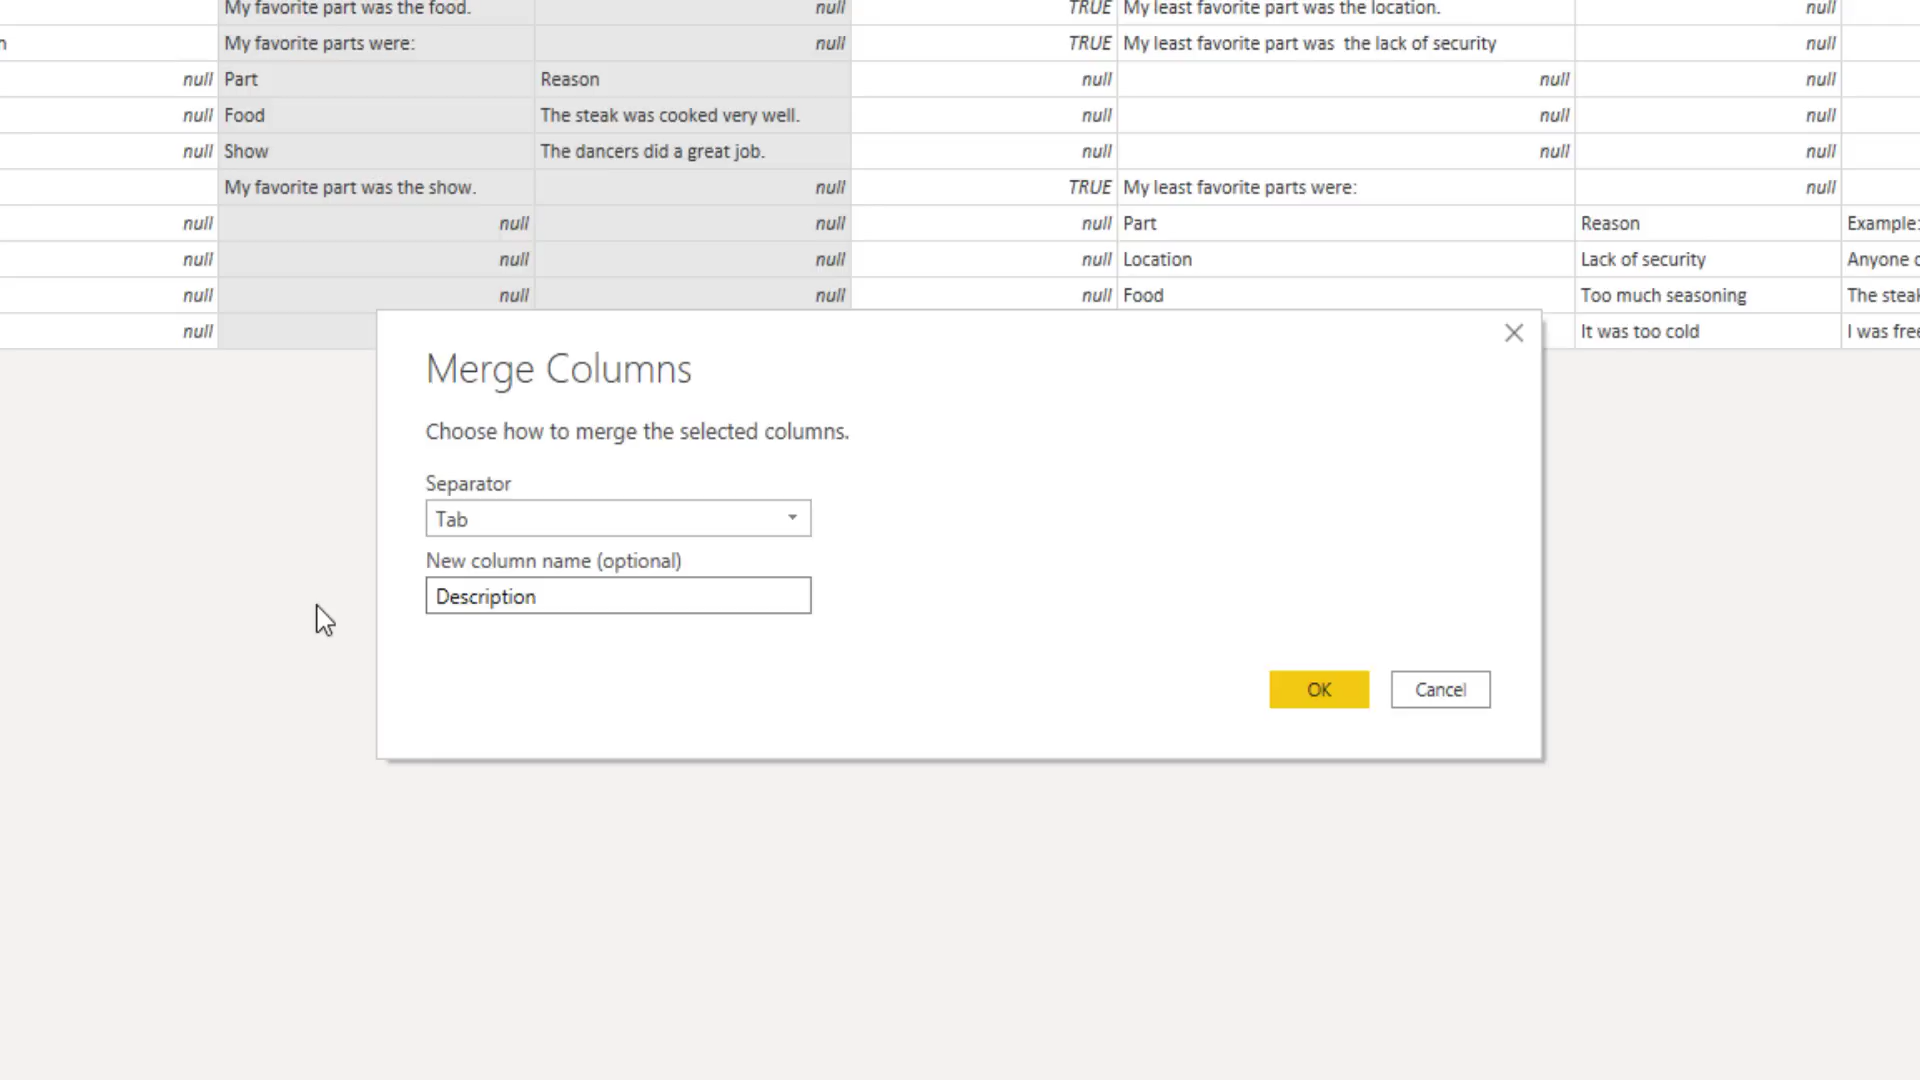 My favorite part was the food. null TRUE My least favorite part was the location. null
n My favorite parts were: null TRUE My least favorite part was  the lack of security null
null Part Reason null null null
null Food The steak was cooked very well. null null null
null Show The dancers did a great job. null null null
My favorite part was the show. null TRUE My least favorite parts were: null
null null null null Part Reason Example:
null null null null Location Lack of security Anyone c
null null null null Food Too much seasoning The steak
null It was too cold I was free
Merge Columns
Choose how to merge the selected columns.
Separator
Tab
New column name (optional)
Description
OK Cancel